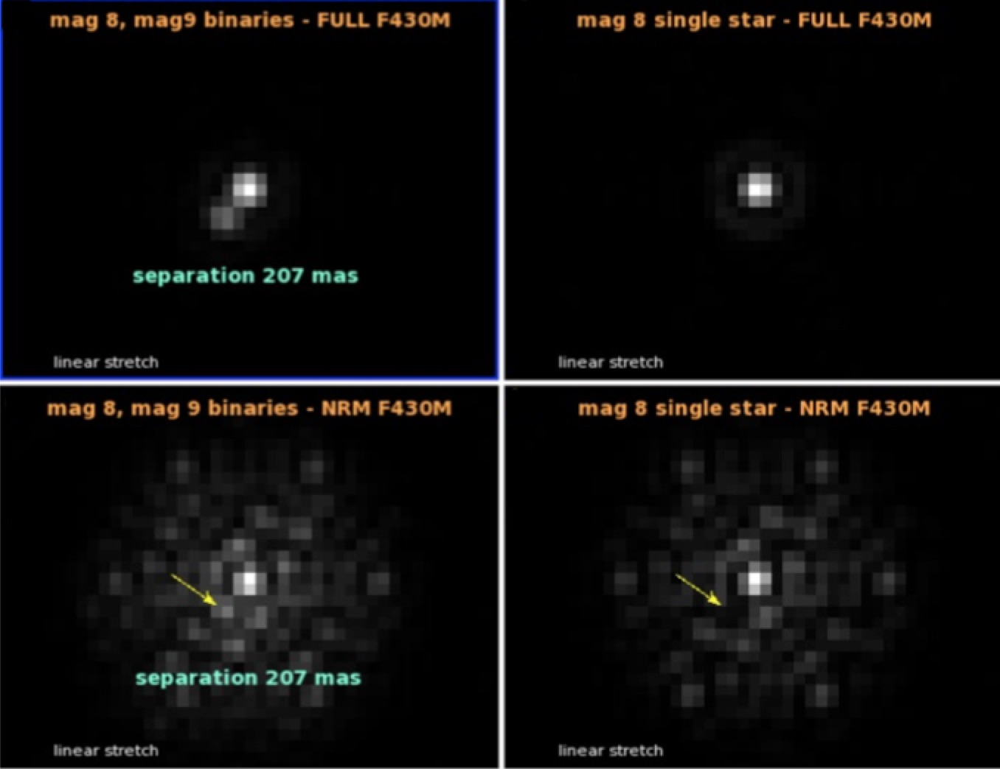 mag 8, mag9 binaries - FULL F430M
separation 207 mas
linear stretch
mag 8 single star - FULL F430M
linear stretch
mag 8, mag 9 binaries - NRM F430M
separation 207 mas
linear stretch
mag 8 single star - NRM F430M
linear stretch